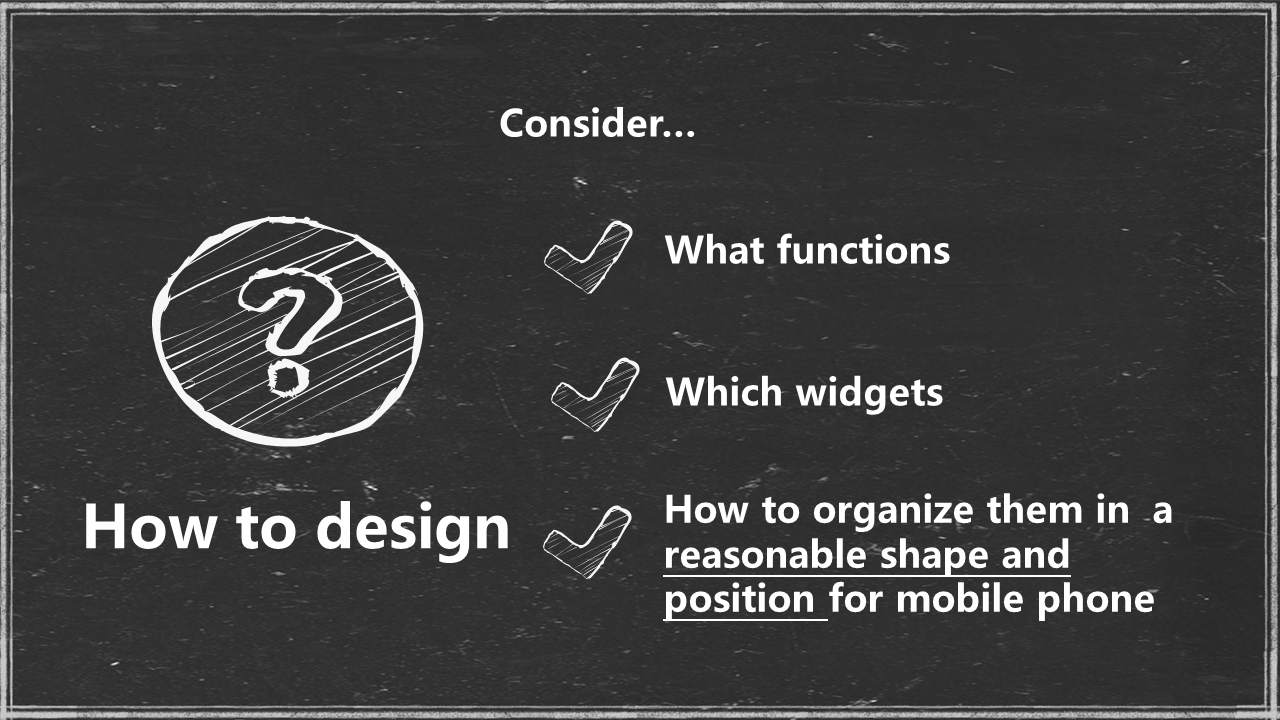 Consider...
What functions
Which widgets
How to design
How to organize them in a
reasonable shape and
position for mobile phone